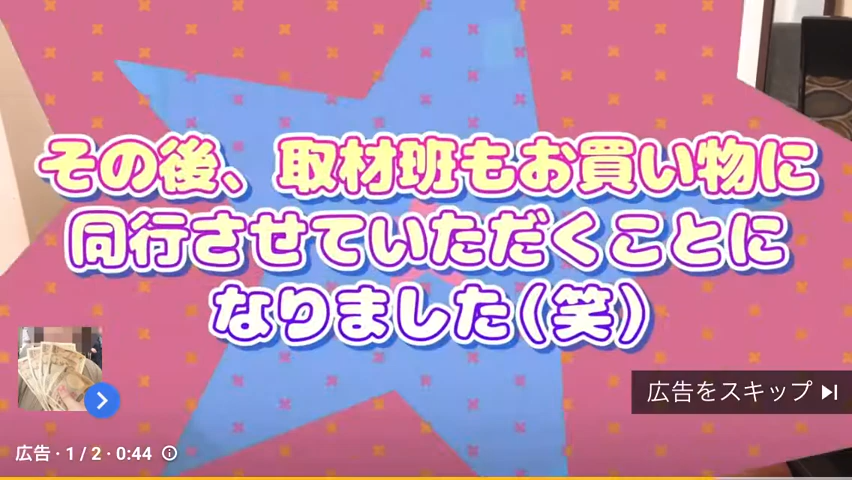 その後、取材班もお買い物に
同行させていただくことに
なりました(笑)
広告をスキップ
広告・1/2・0:44